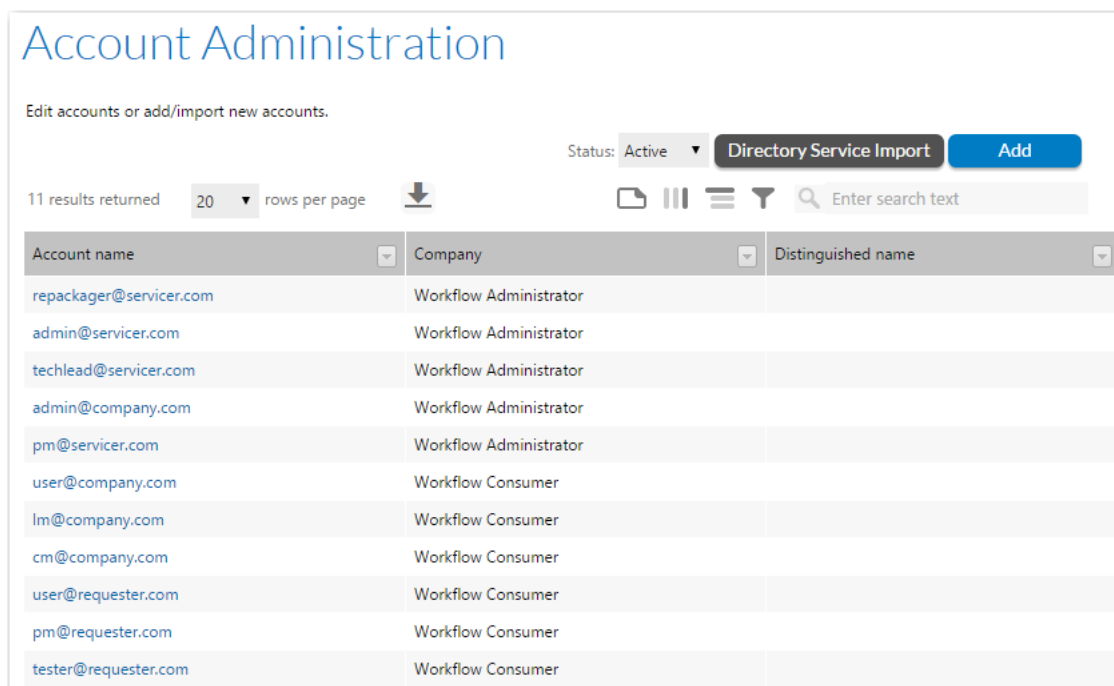 Account Administration
Edit accounts or add/import new accounts.
Status: Active Directory Service Import Add
11 results returned 20 rows per page Enter search text
Account name Company Distinguished name
repackager@servicer.com Workflow Administrator
admin@servicer.com Workflow Administrator
techlead@servicer.com Workflow Administrator
admin@company.com Workflow Administrator
pm@servicer.com Workflow Administrator
user@company.com Workflow Consumer
lm@company.com Workflow Consumer
cm@company.com Workflow Consumer
user@requester.com Workflow Consumer
pm@requester.com Workflow Consumer
tester@requester.com Workflow Consumer